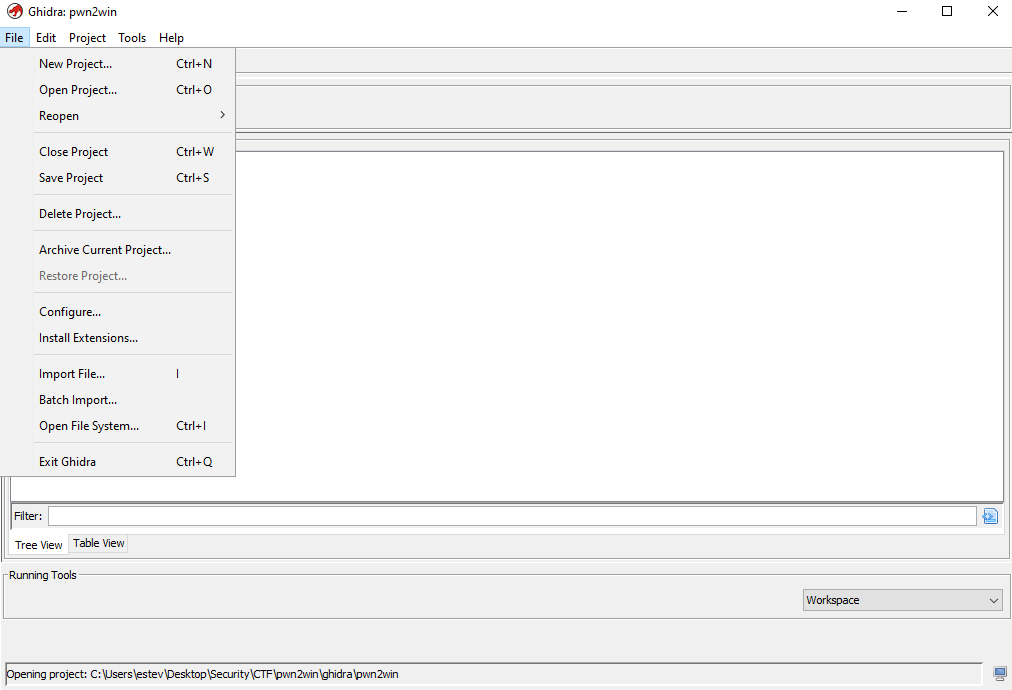 Ghidra: pwn2win
File Edit Project Tools Help
New Project... Ctrl+N
Open Project... Ctrl+O
Reopen
Close Project Ctrl+W
Save Project Ctrl+S
Delete Project...
Archive Current Project...
Restore Project...
Configure...
Install Extensions...
Import File... I
Batch Import...
Open File System... Ctrl+I
Exit Ghidra Ctrl+Q
Filter:
Tree View Table View
Running Tools
Workspace
Opening project: C:\Users\estev\Desktop\Security\CTF\pwn2win\ghidra\pwn2win